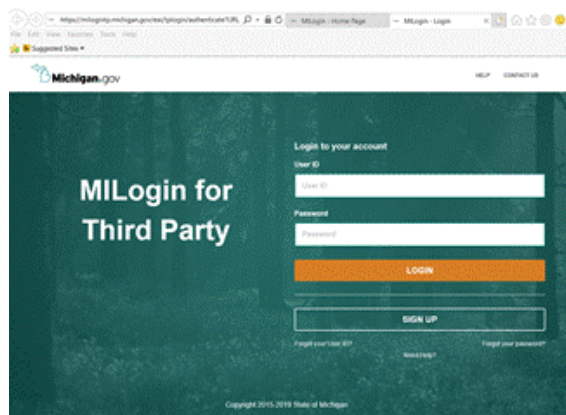 https://milogintp.michigan.gov/eai/tplogin/authenticate?URL
MILogin - Home Page
MILogin - Login
File Edit View Favorites Tools Help
Suggested Sites
Michigan.gov
HELP CONTACT US
Login to your account
User ID
User ID
MILogin for
Third Party
Password
Password
LOGIN
SIGN UP
Forgot your User ID? Forgot your password?
Need Help?
Copyright 2015-2019 State of Michigan